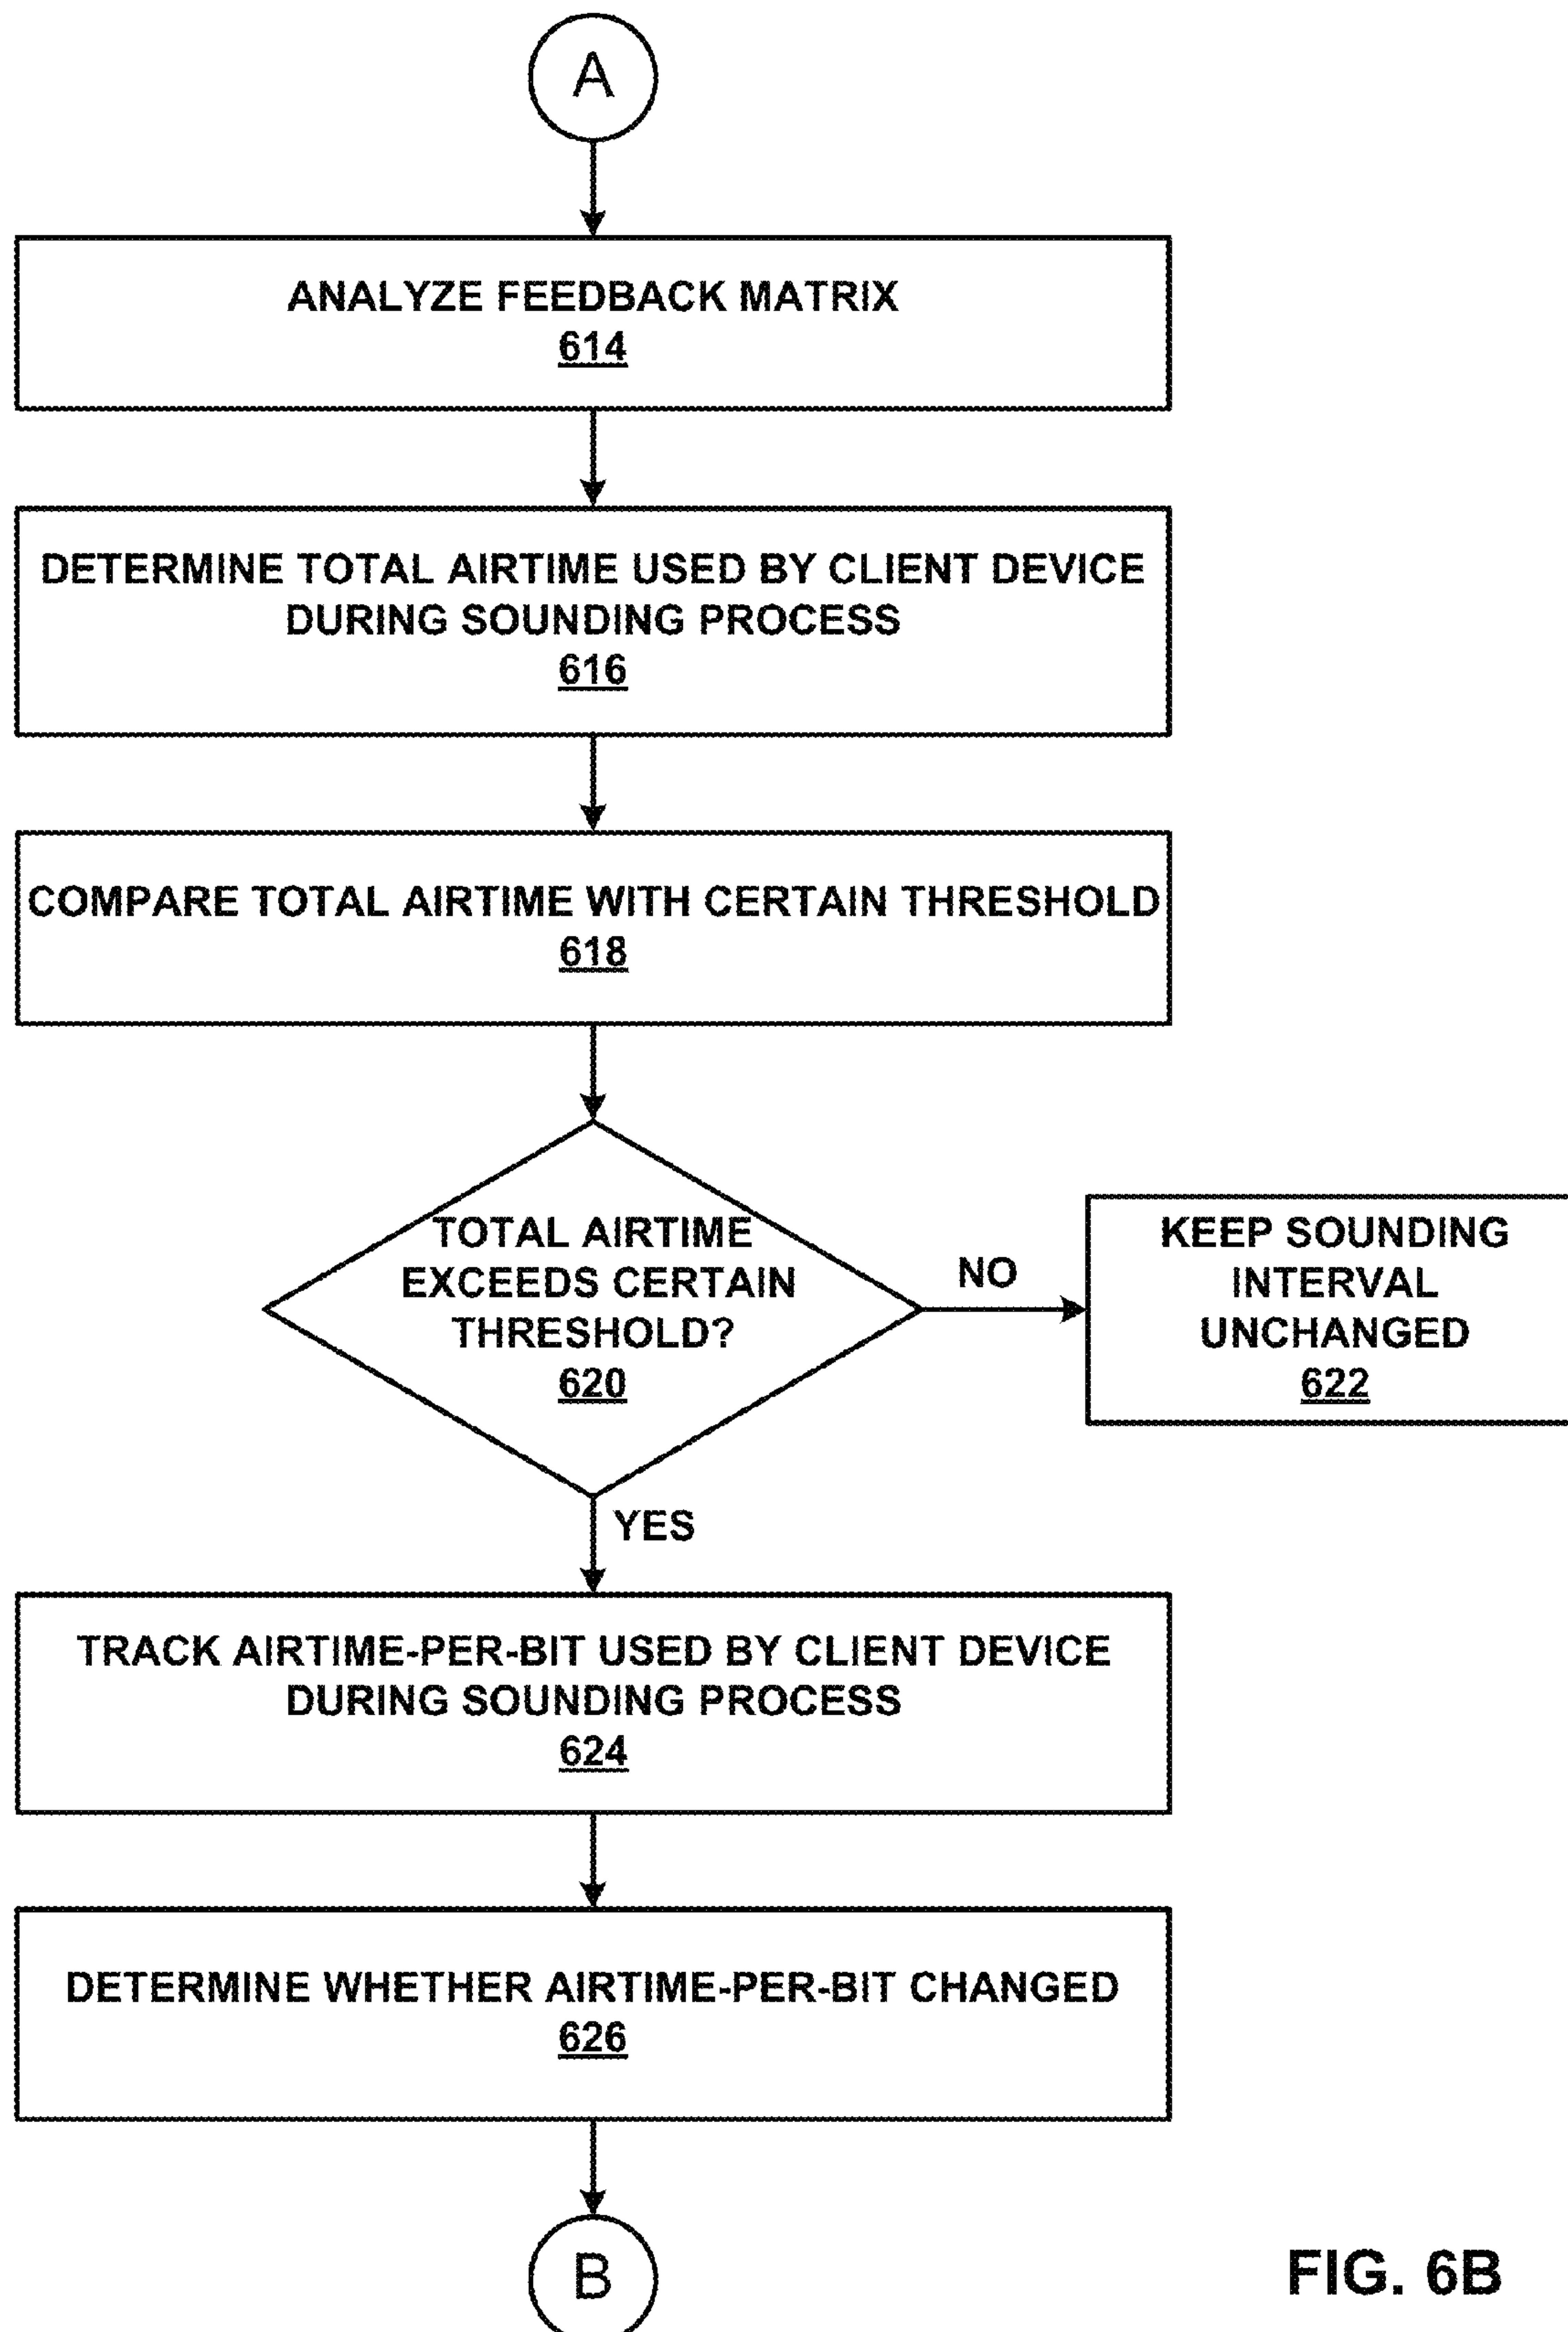 A
ANALYZE FEEDBACK MATRIX
614
DETERMINE TOTAL AIRTIME USED BY CLIENT DEVICE
DURING SOUNDING PROCESS
616
COMPARE TOTAL AIRTIME WITH CERTAIN THRESHOLD
618
TOTAL AIRTIME
EXCEEDS CERTAIN
THRESHOLD?
620
NO
KEEP SOUNDING
INTERVAL
UNCHANGED
622
YES
TRACK AIRTIME-PER-BIT USED BY CLIENT DEVICE
DURING SOUNDING PROCESS
624
DETERMINE WHETHER AIRTIME-PER-BIT CHANGED
626
B
FIG. 6B